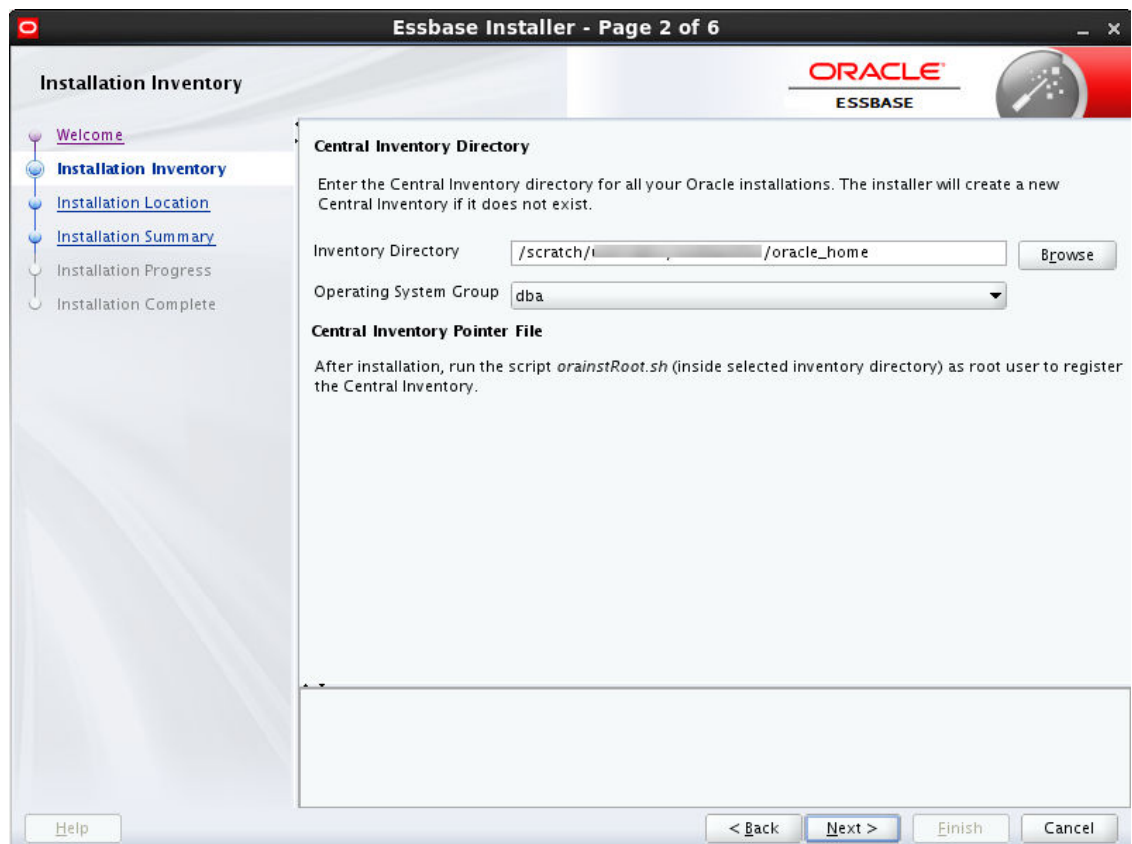 Essbase Installer - Page 2 of 6
Installation Inventory
ORACLE
ESSBASE
Welcome
Installation Inventory
Installation Location
Installation Summary
Installation Progress
Installation Complete
Central Inventory Directory
Enter the Central Inventory directory for all your Oracle installations. The installer will create a new
Central Inventory if it does not exist.
Inventory Directory /scratch/ /oracle_home Browse
Operating System Group dba
Central Inventory Pointer File
After installation, run the script orainstRoot.sh (inside selected inventory directory) as root user to register
the Central Inventory.
Help < Back Next > Finish Cancel